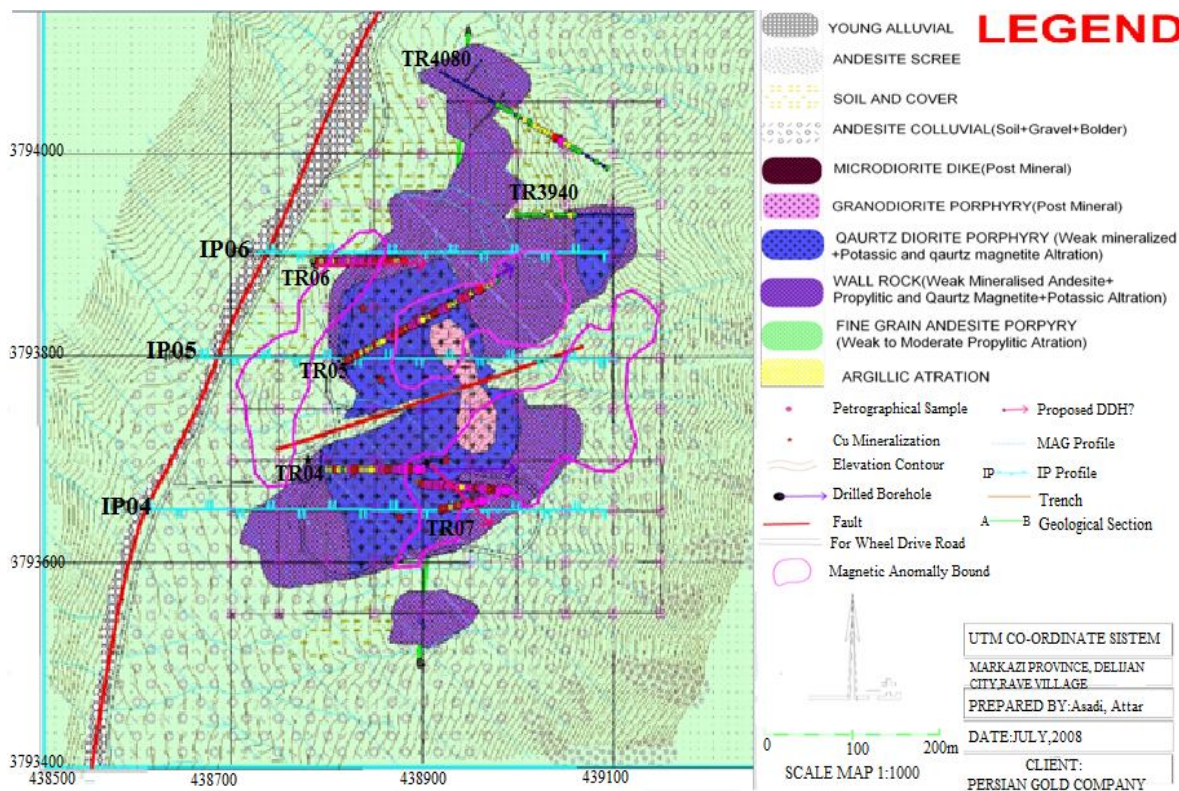 LEGEND
YOUNG ALLUVIAL
ANDESITE SCREE
SOIL AND COVER
ANDESITE COLLUVIAL(Soil+Gravel+Bolder)
MICRODIORITE DIKE(Post Mineral)
GRANODIORITE PORPHYRY(Post Mineral)
QAURTZ DIORITE PORPHYRY (Weak mineralized
+Potassic and qaurtz magnetite Altration)
WALL ROCK(Weak Mineralised Andesite+
Propylitic and Qaurtz Magnetite+Potassic Altration)
FINE GRAIN ANDESITE PORPYRY
(Weak to Moderate Propylitic Atration)
ARGILLIC ATRATION
Petrographical Sample
Proposed DDH?
Cu Mineralization
MAG Profile
Elevation Contour
IP IP Profile
Drilled Borehole
Trench
Fault
A B Geological Section
For Wheel Drive Road
Magnetic Anomally Bound
UTM CO-ORDINATE SISTEM
MARKAZI PROVINCE, DELIJAN
CITY,RAVE VILLAGE
PREPARED BY:Asadi, Attar
DATE:JULY,2008
CLIENT:
PERSIAN GOLD COMPANY
0 100 200m
SCALE MAP 1:1000
A
TR4080
3794000
TR3940
IP06
TR06
IP05
3793800
TR05
TR04
IP04
TR07
3793600
B
3793400
438500 438700 438900 439100